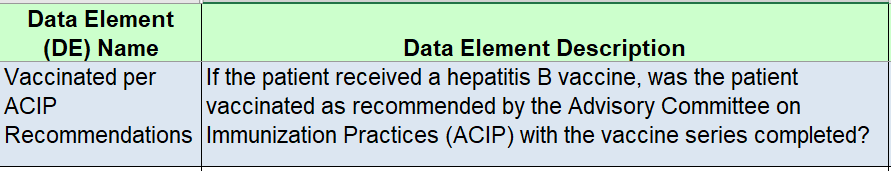 Data Element
(DE) Name
Data Element Description
Vaccinated per
ACIP
Recommendations
If the patient received a hepatitis B vaccine, was the patient
vaccinated as recommended by the Advisory Committee on
Immunization Practices (ACIP) with the vaccine series completed?